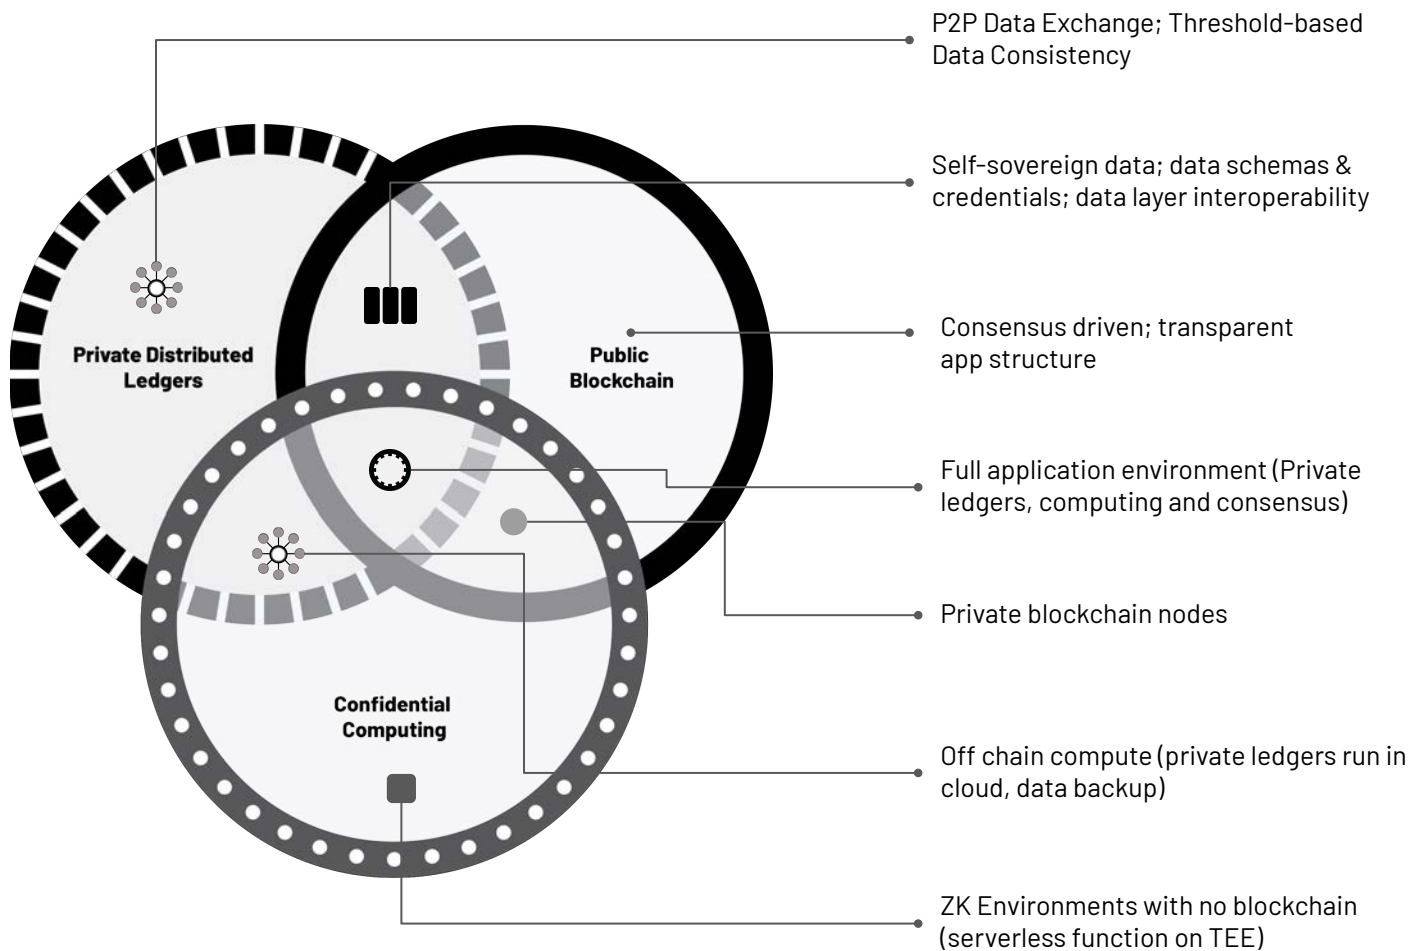 P2P Data Exchange; Threshold-based
Data Consistency
Self-sovereign data; data schemas &
credentials; data layer interoperability
Private Distributed
Ledgers
Public
Blockchain
Consensus driven; transparent
app structure
Full application environment (Private
ledgers, computing and consensus)
Private blockchain nodes
Confidential
Computing
Off chain compute (private ledgers run in
cloud, data backup)
ZK Environments with no blockchain
(serverless function on TEE)